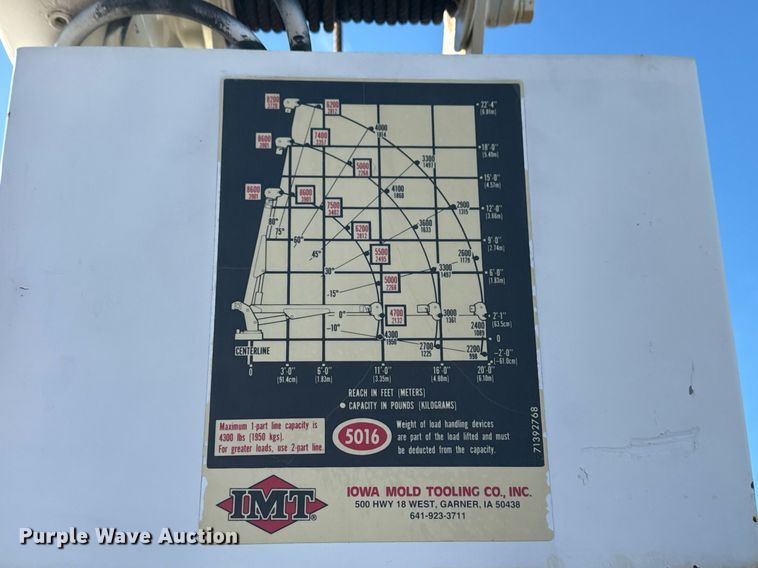 8200 3719
6200 2812
4000 1814
22'-4" (6.81m)
8600 3901
7400 3357
18'-0" (5.49m)
5000 2268
3300 1497
15'-0" (4.57m)
8600 3901
8600 3901
4100 1860
7500 3402
2900 1315
12'-0" (3.66m)
80°
75°
6200 2812
3600 1633
60°
9'-0" (2.74m)
45°
5500 2495
2600 1179
30°
3300 1497
6'-0" (1.83m)
-15°
5000 2268
0°
4700 2132
3000 1361
2'-1" (63.5cm)
2400 1089
-10°
4300 1950
0
CENTERLINE
2700 1225
2200 998
-2'-0" (-61.0cm)
0
3'-0" (91.4cm)
6'-0" (1.83m)
11'-0" (3.35m)
16'-0" (4.88m)
20'-0" (6.10m)
REACH IN FEET (METERS)
CAPACITY IN POUNDS (KILOGRAMS)
Maximum 1-part line capacity is
4300 lbs (1950 kgs).
For greater loads, use 2-part line
5016
Weight of load handling devices
are part of the load lifted and must
be deducted from the capacity.
71392768
IMT®
IOWA MOLD TOOLING CO., INC.
500 HWY 18 WEST, GARNER, IA 50438
641-923-3711
Purple Wave Auction®